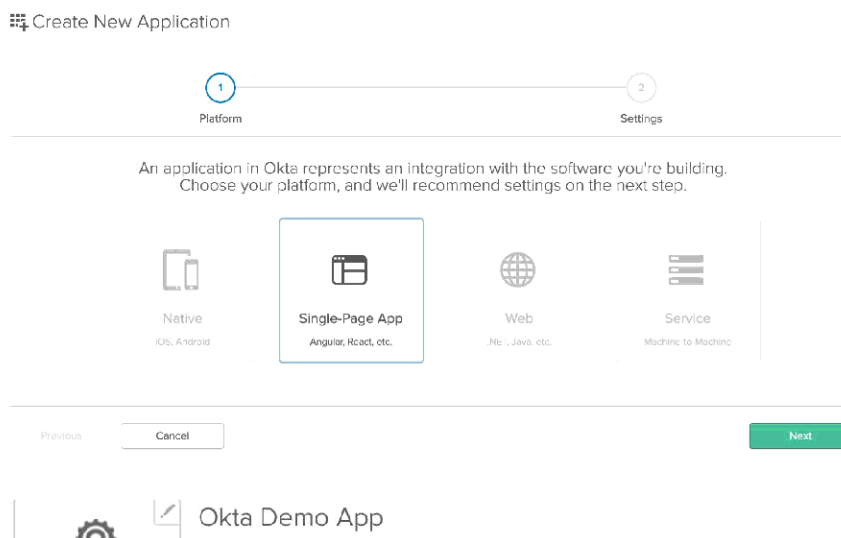 Create New Application
1
2
Platform
Settings
An application in Okta represents an integration with the software you're building.
Choose your platform, and we'll recommend settings on the next step.
Native
Single-Page App
Web
Service
iOS, Android
Angular, React, etc.
.NET, Java, etc.
Machine to Machine
Previous
Cancel
Next
Okta Demo App